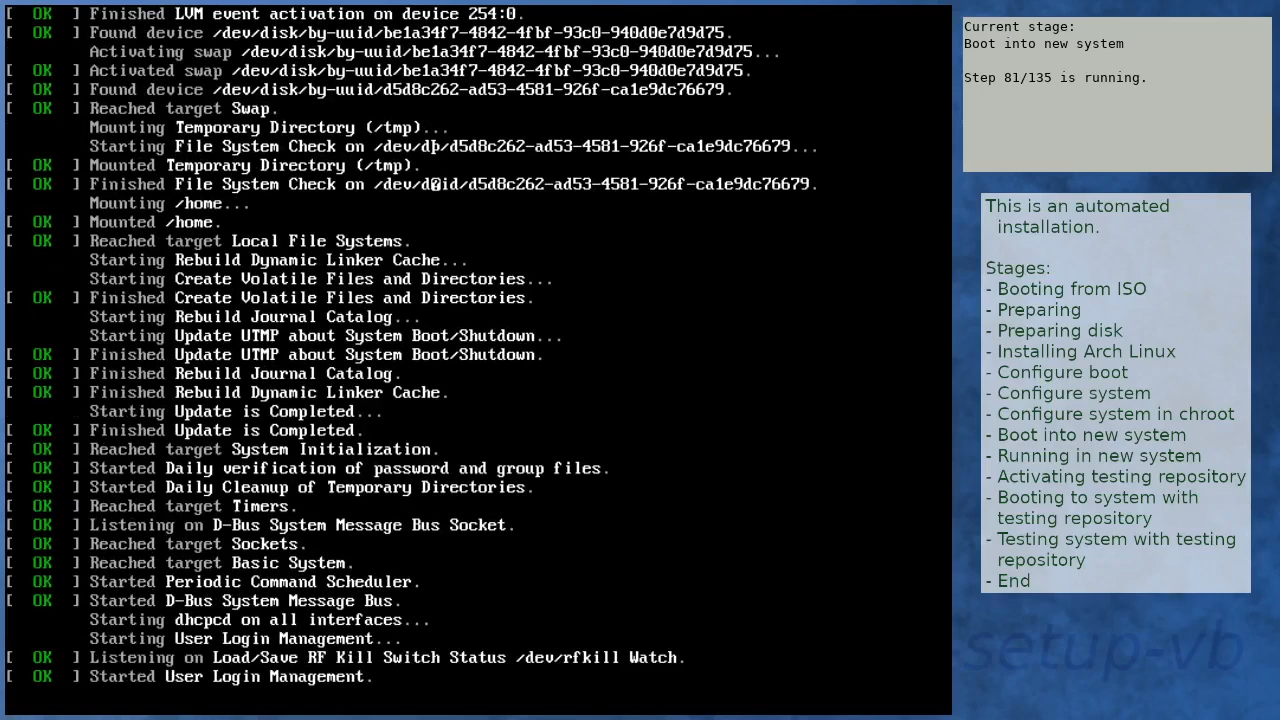 [  OK  ] Finished LVM event activation on device 254:0.
[  OK  ] Found device /dev/disk/by-uuid/be1a34f7-4842-4fbf-93c0-940d0e7d9d75.
Activating swap /dev/disk/by-uuid/be1a34f7-4842-4fbf-93c0-940d0e7d9d75...
[  OK  ] Activated swap /dev/disk/by-uuid/be1a34f7-4842-4fbf-93c0-940d0e7d9d75.
[  OK  ] Found device /dev/disk/by-uuid/d5d8c262-ad53-4581-926f-ca1e9dc76679.
[  OK  ] Reached target Swap.
Mounting Temporary Directory (/tmp)...
Starting File System Check on /dev/dþ/d5d8c262-ad53-4581-926f-ca1e9dc76679...
[  OK  ] Mounted Temporary Directory (/tmp).
[  OK  ] Finished File System Check on /dev/d�id/d5d8c262-ad53-4581-926f-ca1e9dc76679.
Mounting /home...
[  OK  ] Mounted /home.
[  OK  ] Reached target Local File Systems.
Starting Rebuild Dynamic Linker Cache...
Starting Create Volatile Files and Directories...
[  OK  ] Finished Create Volatile Files and Directories.
Starting Rebuild Journal Catalog...
Starting Update UTMP about System Boot/Shutdown...
[  OK  ] Finished Update UTMP about System Boot/Shutdown.
[  OK  ] Finished Rebuild Journal Catalog.
[  OK  ] Finished Rebuild Dynamic Linker Cache.
Starting Update is Completed...
[  OK  ] Finished Update is Completed.
[  OK  ] Reached target System Initialization.
[  OK  ] Started Daily verification of password and group files.
[  OK  ] Started Daily Cleanup of Temporary Directories.
[  OK  ] Reached target Timers.
[  OK  ] Listening on D-Bus System Message Bus Socket.
[  OK  ] Reached target Sockets.
[  OK  ] Reached target Basic System.
[  OK  ] Started Periodic Command Scheduler.
[  OK  ] Started D-Bus System Message Bus.
Starting dhcpcd on all interfaces...
Starting User Login Management...
[  OK  ] Listening on Load/Save RF Kill Switch Status /dev/rfkill Watch.
[  OK  ] Started User Login Management.
Current stage:
Boot into new system
Step 81/135 is running.
This is an automated
installation.
Stages:
- Booting from ISO
- Preparing
- Preparing disk
- Installing Arch Linux
- Configure boot
- Configure system
- Configure system in chroot
- Boot into new system
- Running in new system
- Activating testing repository
- Booting to system with
testing repository
- Testing system with testing
repository
- End
setup-vb